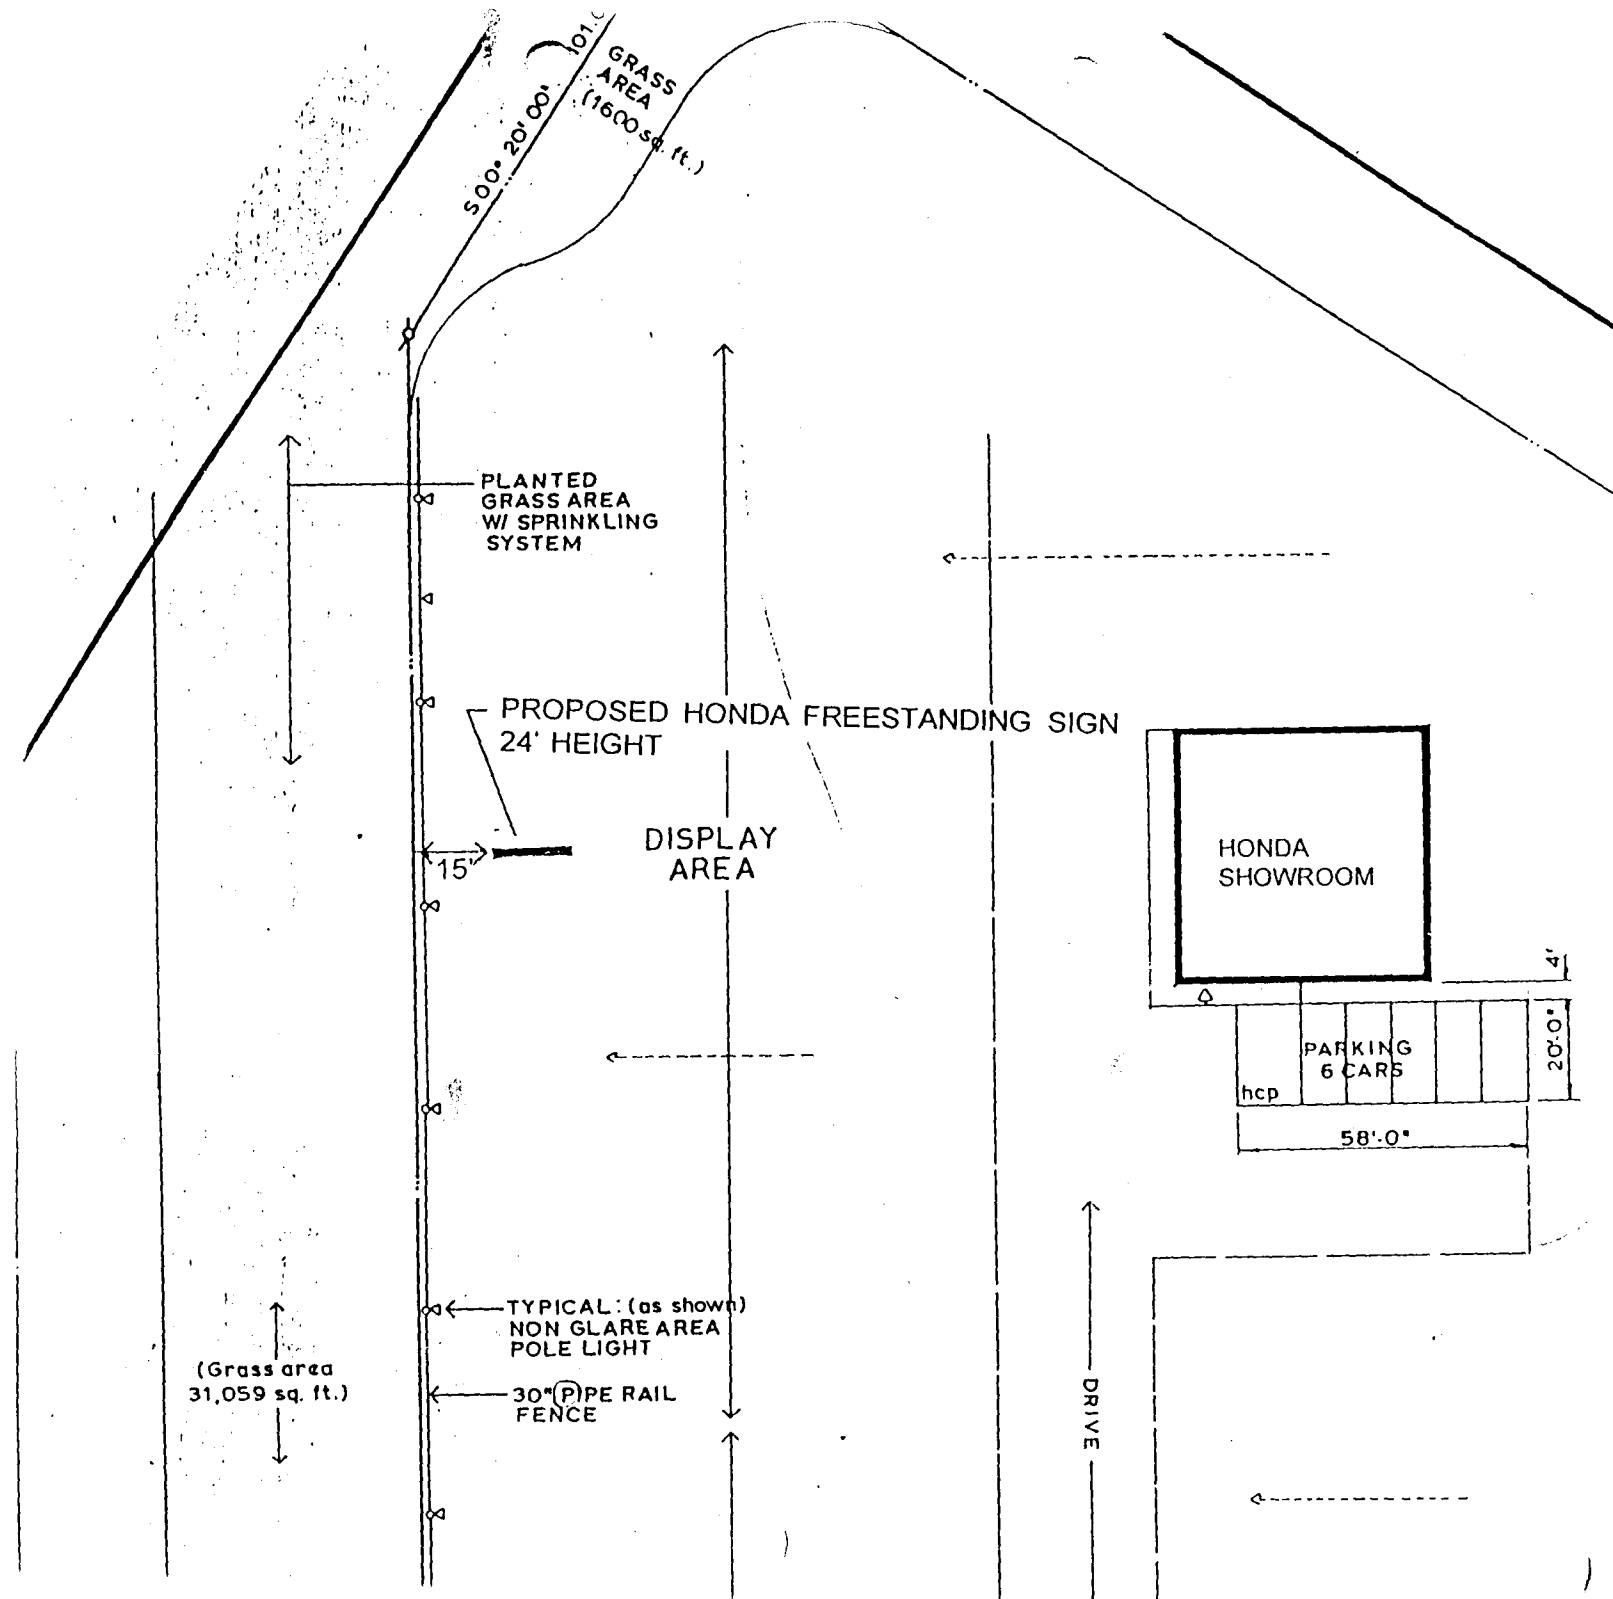 S 00° 20' 00"
GRASS
AREA
(1600 sq. ft.)
PLANTED
GRASS AREA
W/ SPRINKLING
SYSTEM
PROPOSED HONDA FREESTANDING SIGN
24' HEIGHT
15'
DISPLAY
AREA
HONDA
SHOWROOM
4'
20'-0"
PARKING
6 CARS
hcp
58'-0"
TYPICAL: (as shown)
NON GLARE AREA
POLE LIGHT
(Grass area
31,059 sq. ft.)
30" PIPE RAIL
FENCE
DRIVE